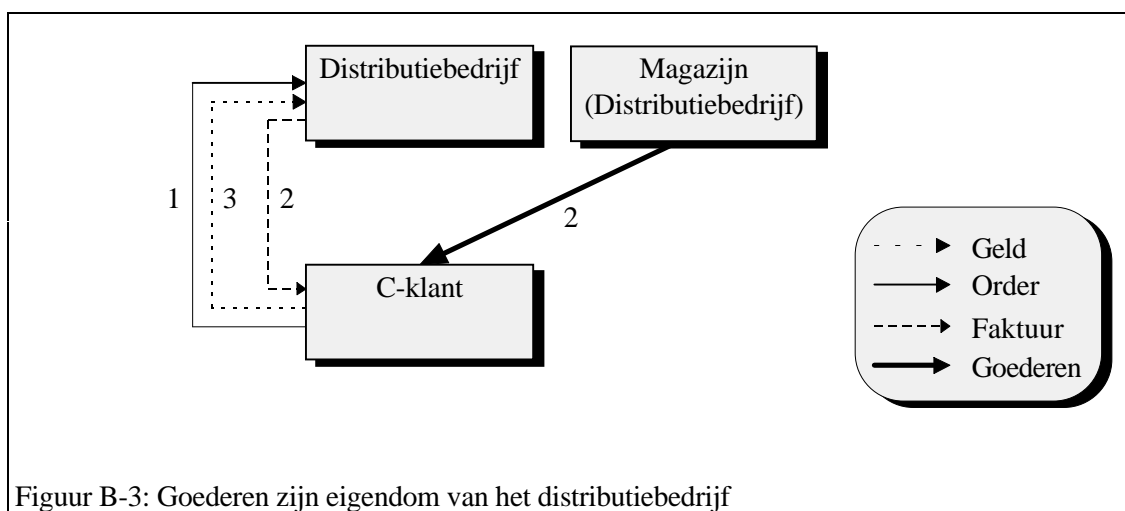 Distributiebedrijf
Magazijn
(Distributiebedrijf)
1
3
2
2
C-klant
Geld
Order
Faktuur
Goederen
Figuur B-3: Goederen zijn eigendom van het distributiebedrijf